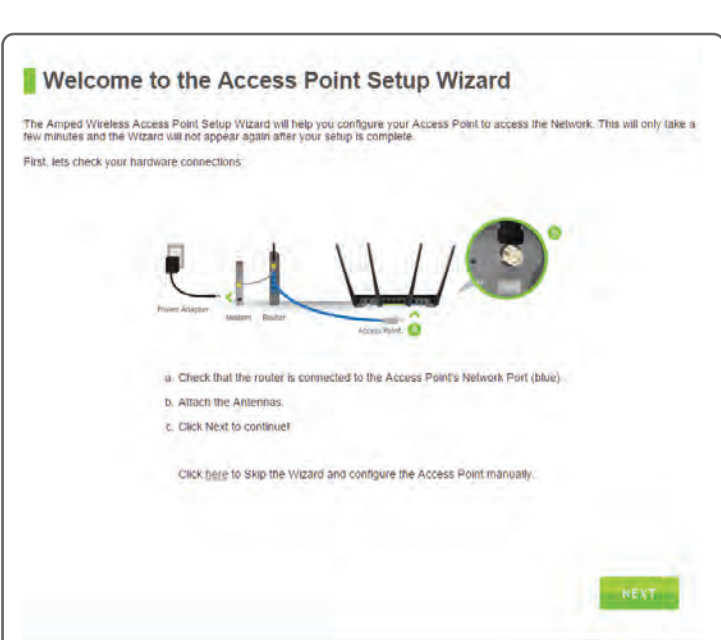 Welcome to the Access Point Setup Wizard
The Amped Wireless Access Point Setup Wizard will help you configure your Access Point to access the Network. This will only take a
few minutes and the Wizard will not appear again after your setup is complete.
First, lets check your hardware connections:
b
Power Adapter
Modem
Router
Access Point
a
a. Check that the router is connected to the Access Point's Network Port (blue).
b. Attach the Antennas.
c. Click Next to continue!
Click here to Skip the Wizard and configure the Access Point manually.
NEXT